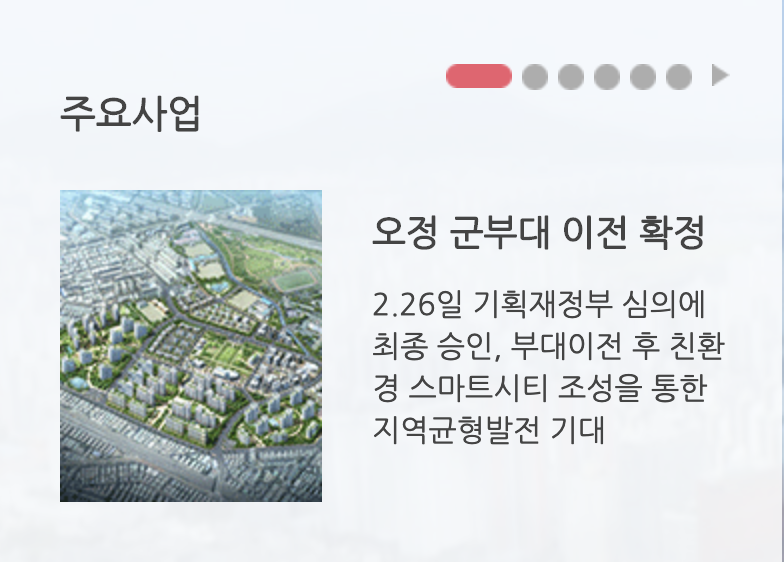 주요사업
오정 군부대 이전 확정
2.26일 기획재정부 심의에
최종 승인, 부대이전 후 친환
경 스마트시티 조성을 통한
지역균형발전 기대